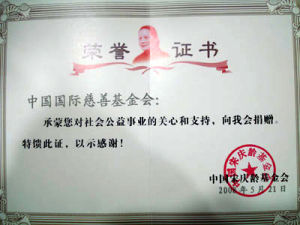 荣誉证书
中国国际慈善基金会：
承蒙您对社会公益事业的关心和支持，向我会捐赠。
特馈此证，以示感谢！
中国宋庆龄基金会
年5月21日